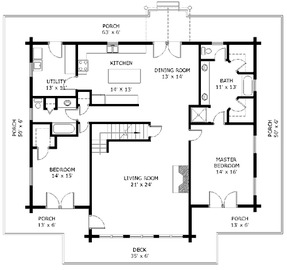 PORCH
63' x 6'
KITCHEN
14' x 13'
DINING ROOM
13' x 14'
UTILITY
BATH
11' x 13'
PORCH
50' x 6'
PORCH
50' x 6'
BEDROOM
14' x 15'
LIVING ROOM
21' x 24'
MASTER
BEDROOM
14' x 16'
PORCH
13' x 6'
PORCH
13' x 6'
DECK
35' x 6'